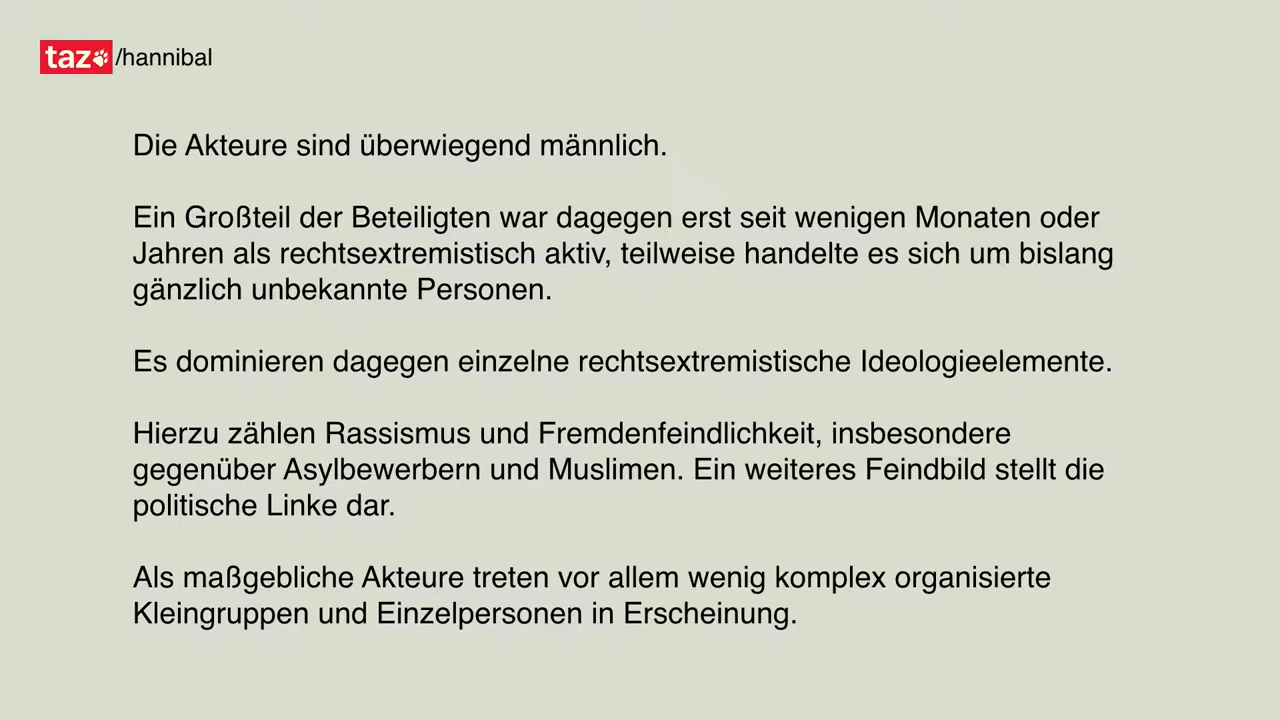 taz/hannibal
Die Akteure sind überwiegend männlich.
Ein Großteil der Beteiligten war dagegen erst seit wenigen Monaten oder
Jahren als rechtsextremistisch aktiv, teilweise handelte es sich um bislang
gänzlich unbekannte Personen.
Es dominieren dagegen einzelne rechtsextremistische Ideologieelemente.
Hierzu zählen Rassismus und Fremdenfeindlichkeit, insbesondere
gegenüber Asylbewerbern und Muslimen. Ein weiteres Feindbild stellt die
politische Linke dar.
Als maßgebliche Akteure treten vor allem wenig komplex organisierte
Kleingruppen und Einzelpersonen in Erscheinung.